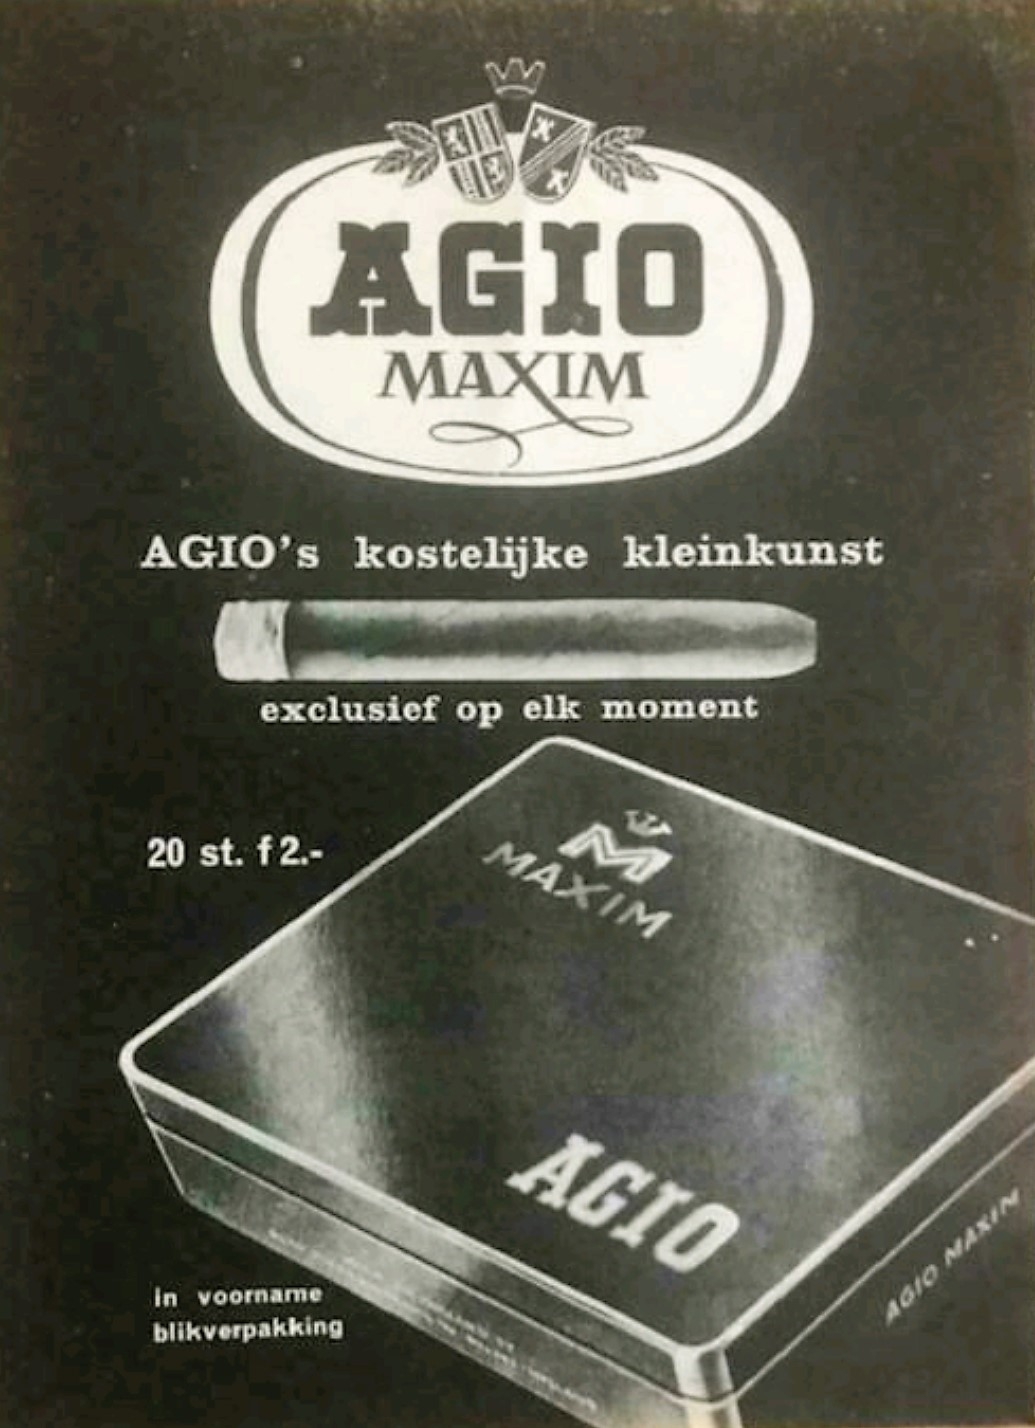 AGIO
MAXIM
AGIO's kostelijke kleinkunst
exclusief op elk moment
20 st. f 2.-
M
MAXIM
AGIO
AGIO MAXIM
in voorname
blikverpakking